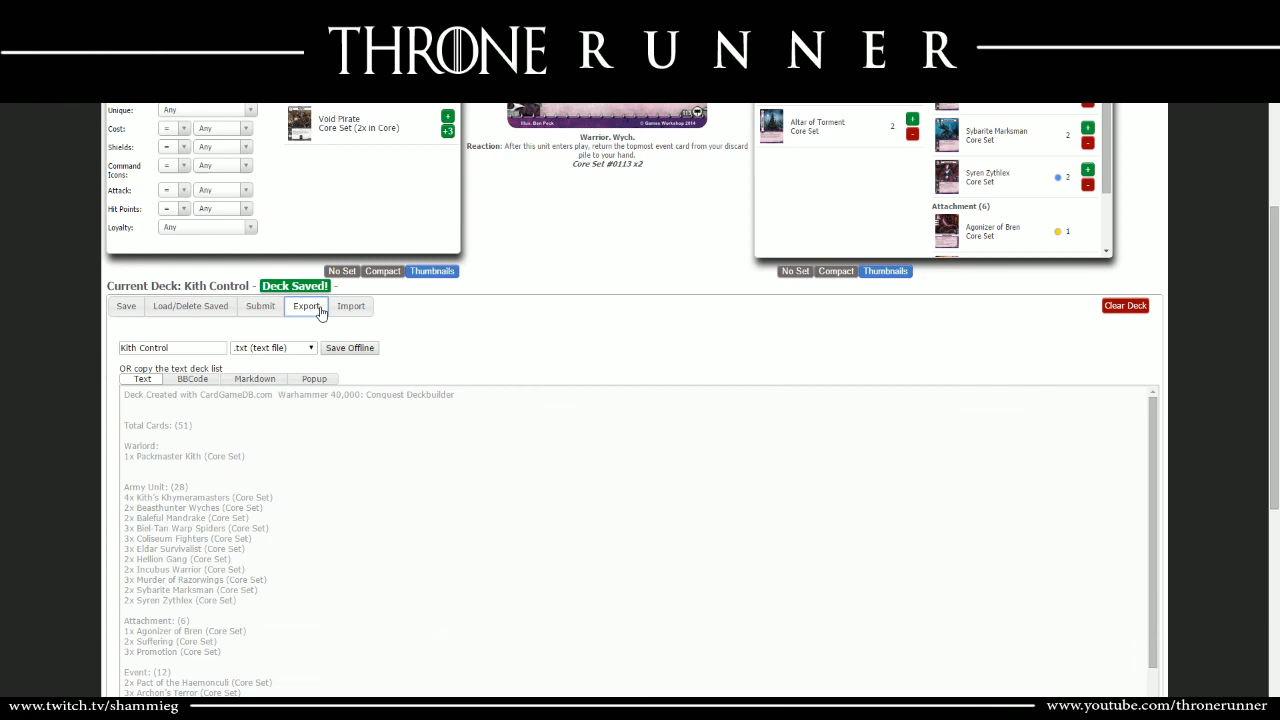 THRONE RUNNER
Unique:
Any
Cost:
=
Any
Shields:
=
Any
Command
Icons:
=
Any
Attack:
=
Any
Hit Points:
=
Any
Loyalty:
Any
Void Pirate
Core Set (2x in Core)
+
+3
Illus. Ben Peck
© Games Workshop 2014
Warrior. Wych.
Reaction: After this unit enters play, return the topmost event card from your discard
pile to your hand.
Core Set #0113 x2
Altar of Torment
Core Set
2
+
-
Sybarite Marksman
Core Set
2
+
-
Syren Zythlex
Core Set
2
+
-
Attachment (6)
Agonizer of Bren
Core Set
1
No Set Compact Thumbnails
No Set Compact Thumbnails
Current Deck: Kith Control - Deck Saved! -
Save Load/Delete Saved Submit Export Import
Clear Deck
Kith Control .txt (text file) Save Offline
OR copy the text deck list
Text BBCode Markdown Popup
Deck Created with CardGameDB.com Warhammer 40,000: Conquest Deckbuilder
Total Cards: (51)
Warlord:
1x Packmaster Kith (Core Set)
Army Unit: (28)
4x Kith's Khymeramasters (Core Set)
2x Beasthunter Wyches (Core Set)
2x Baleful Mandrake (Core Set)
3x Biel-Tan Warp Spiders (Core Set)
3x Coliseum Fighters (Core Set)
3x Eldar Survivalist (Core Set)
2x Hellion Gang (Core Set)
2x Incubus Warrior (Core Set)
3x Murder of Razorwings (Core Set)
2x Sybarite Marksman (Core Set)
2x Syren Zythlex (Core Set)
Attachment: (6)
1x Agonizer of Bren (Core Set)
2x Suffering (Core Set)
3x Promotion (Core Set)
Event: (12)
2x Pact of the Haemonculi (Core Set)
3x Archon's Terror (Core Set)
www.twitch.tv/shammieg
www.youtube.com/thronerunner